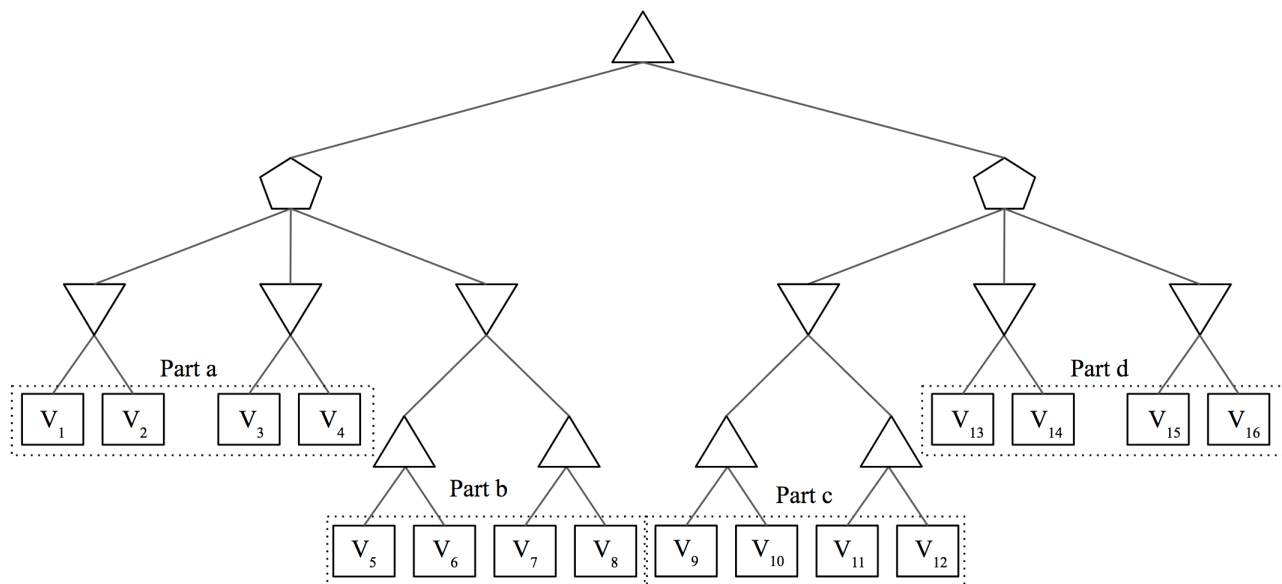 Part a
Part d
V1 V2 V3 V4
V13 V14 V15 V16
Part b
Part c
V5 V6 V7 V8
V9 V10 V11 V12